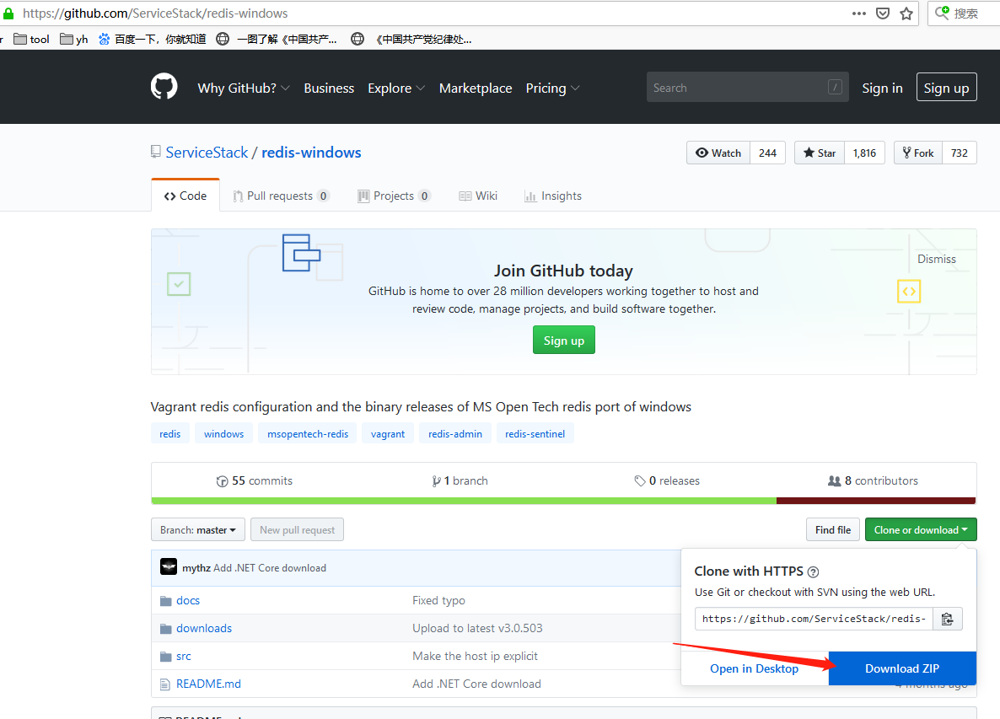 https://github.com/ServiceStack/redis-windows
搜索
r tool yh 百度一下，你就知道 一图了解《中国共产... 《中国共产党纪律处...
Why GitHub? Business Explore Marketplace Pricing Search / Sign in Sign up
ServiceStack / redis-windows Watch 244 Star 1,816 Fork 732
Code Pull requests 0 Projects 0 Wiki Insights
Join GitHub today
Dismiss
GitHub is home to over 28 million developers working together to host and
review code, manage projects, and build software together.
Sign up
Vagrant redis configuration and the binary releases of MS Open Tech redis port of windows
redis windows msopentech-redis vagrant redis-admin redis-sentinel
55 commits 1 branch 0 releases 8 contributors
Branch: master New pull request Find file Clone or download
mythz Add .NET Core download
docs Fixed typo
downloads Upload to latest v3.0.503
src Make the host ip explicit
README.md Add .NET Core download
Clone with HTTPS ?
Use Git or checkout with SVN using the web URL.
https://github.com/ServiceStack/redis-
Open in Desktop Download ZIP
4 months ago
README.md